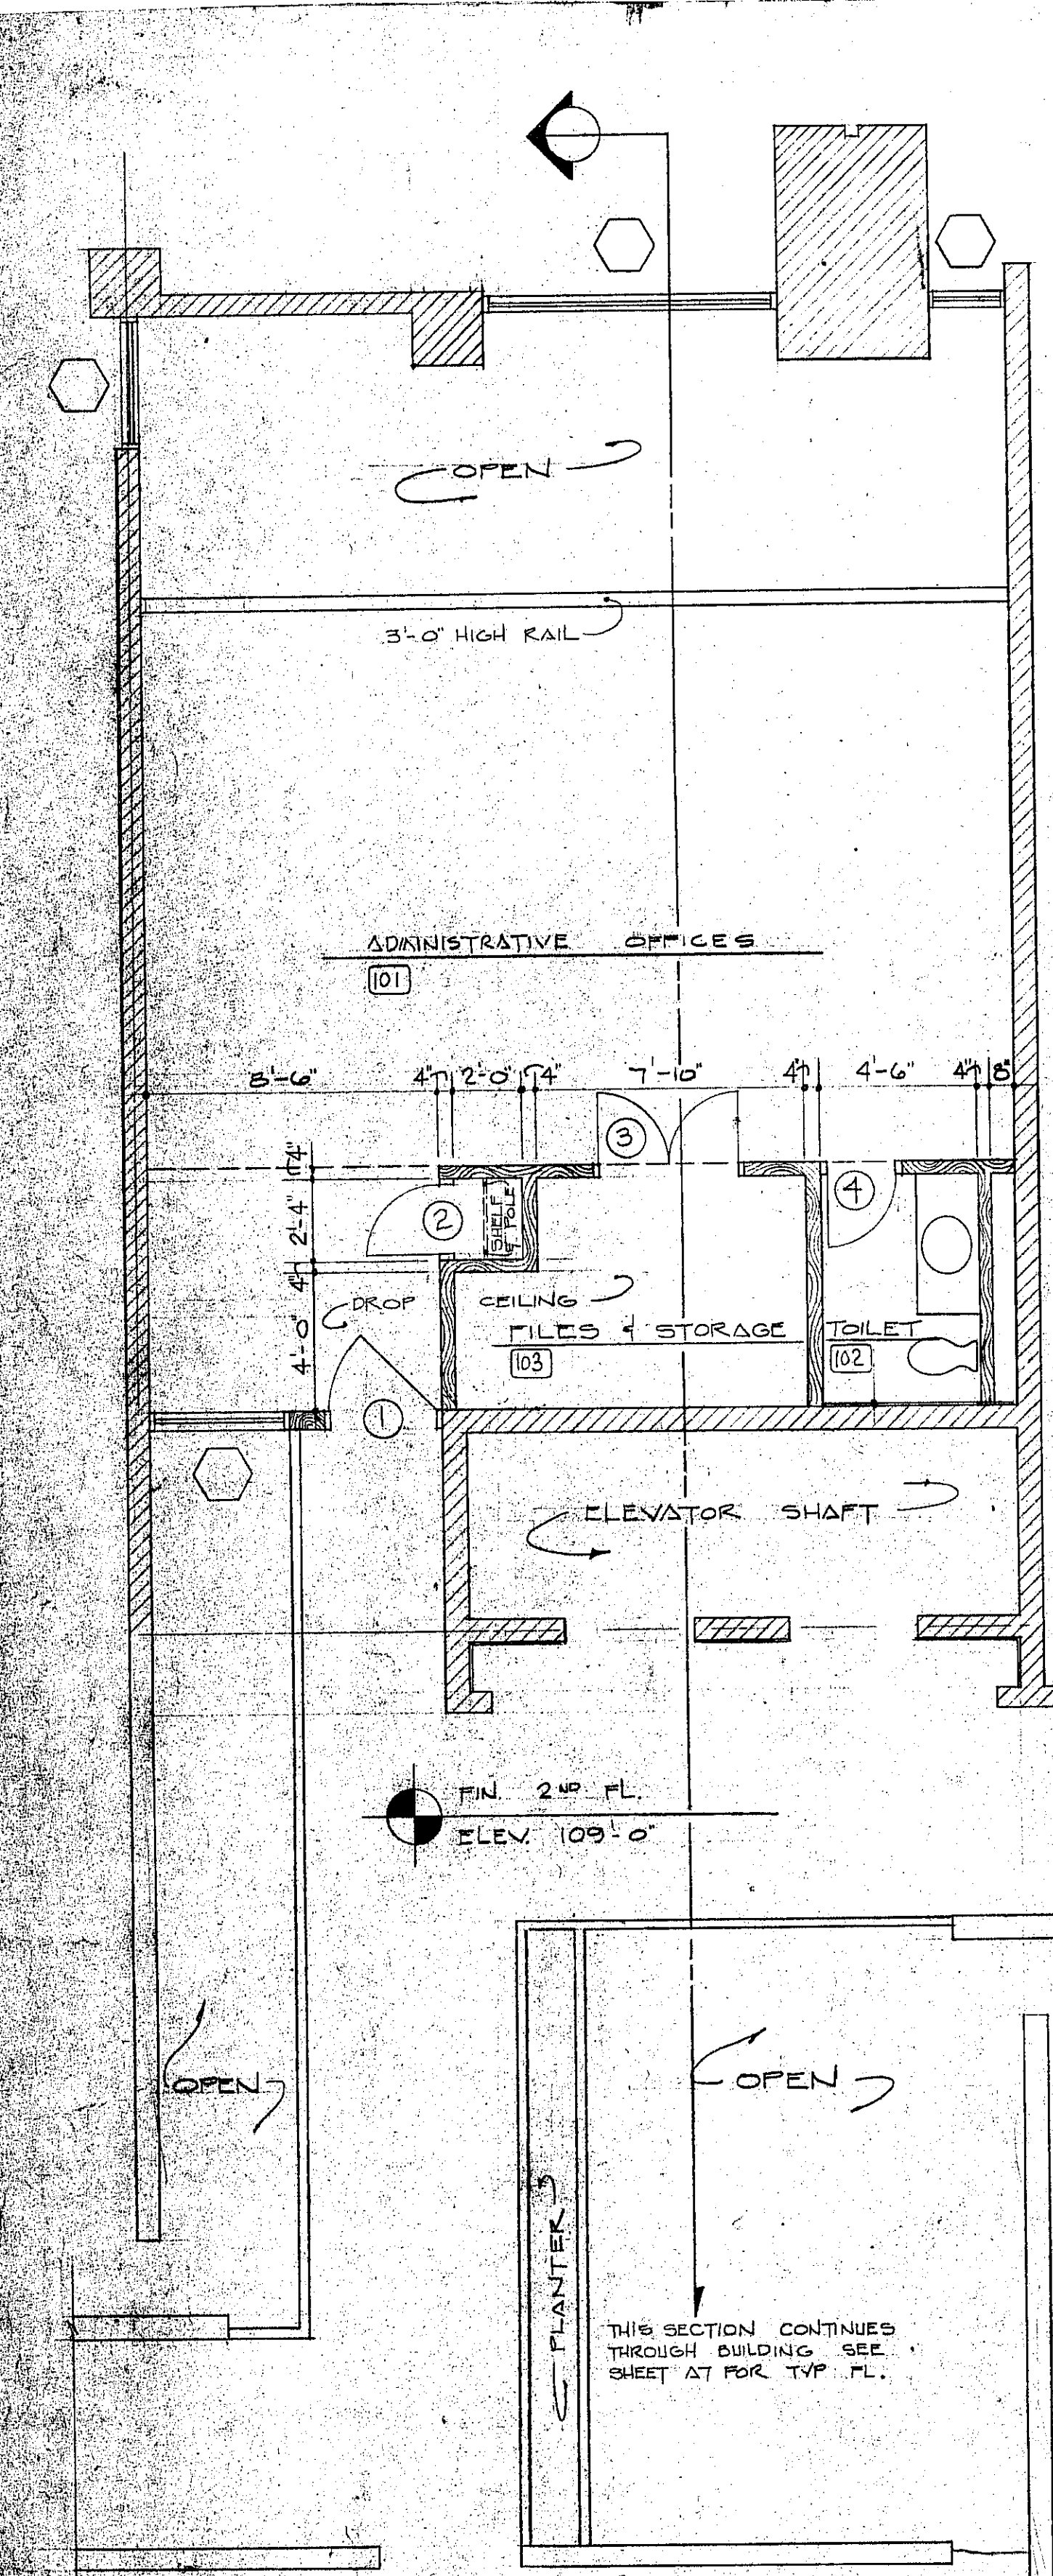 OPEN
3'-0" HIGH RAIL
ADMINISTRATIVE OFFICES
101
8'-6" 4" 2'-0" 4" 7'-10" 4" 4'-6" 4" 8"
3
4"
2'-4"
4"
4'-0"
2
SHELF
& POLE
4
DROP CEILING
FILES & STORAGE
103
TOILET
102
1
ELEVATOR SHAFT
FIN. 2ND FL.
ELEV. 109'-0"
OPEN
OPEN
PLANTER
THIS SECTION CONTINUES
THROUGH BUILDING SEE
SHEET A7 FOR TYP FL.